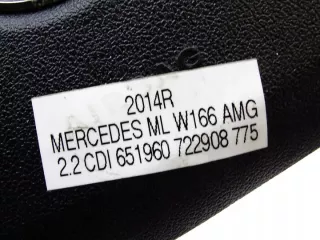 2014R
MERCEDES ML W166 AMG
2.2 CDI 651960 722908 775